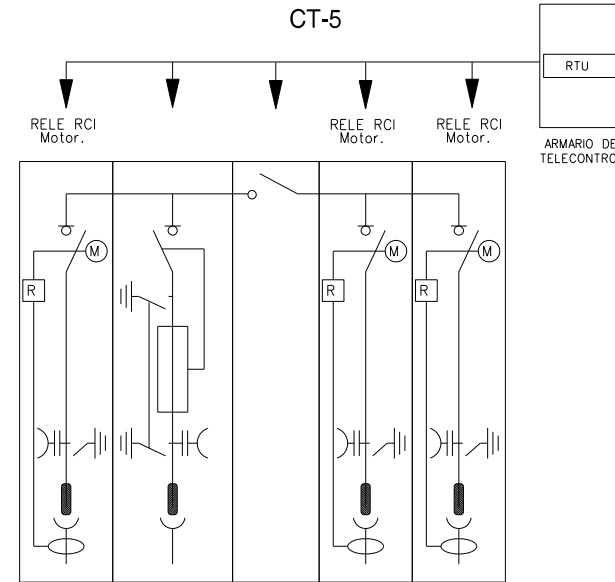 CT-5
RTU
RELE RCI
Motor.
RELE RCI
Motor.
RELE RCI
Motor.
ARMARIO DE
TELECONTRO
M
M
M
R
R
R